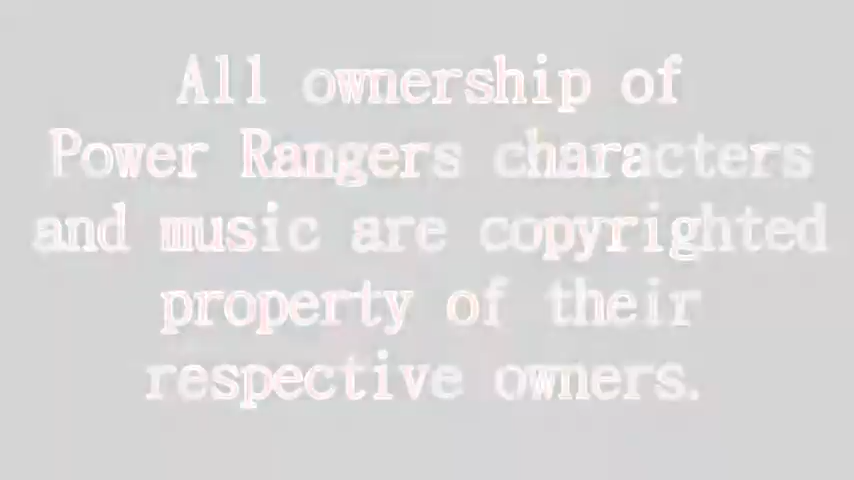 All ownership of
Power Rangers characters
and music are copyrighted
property of their
respective owners.